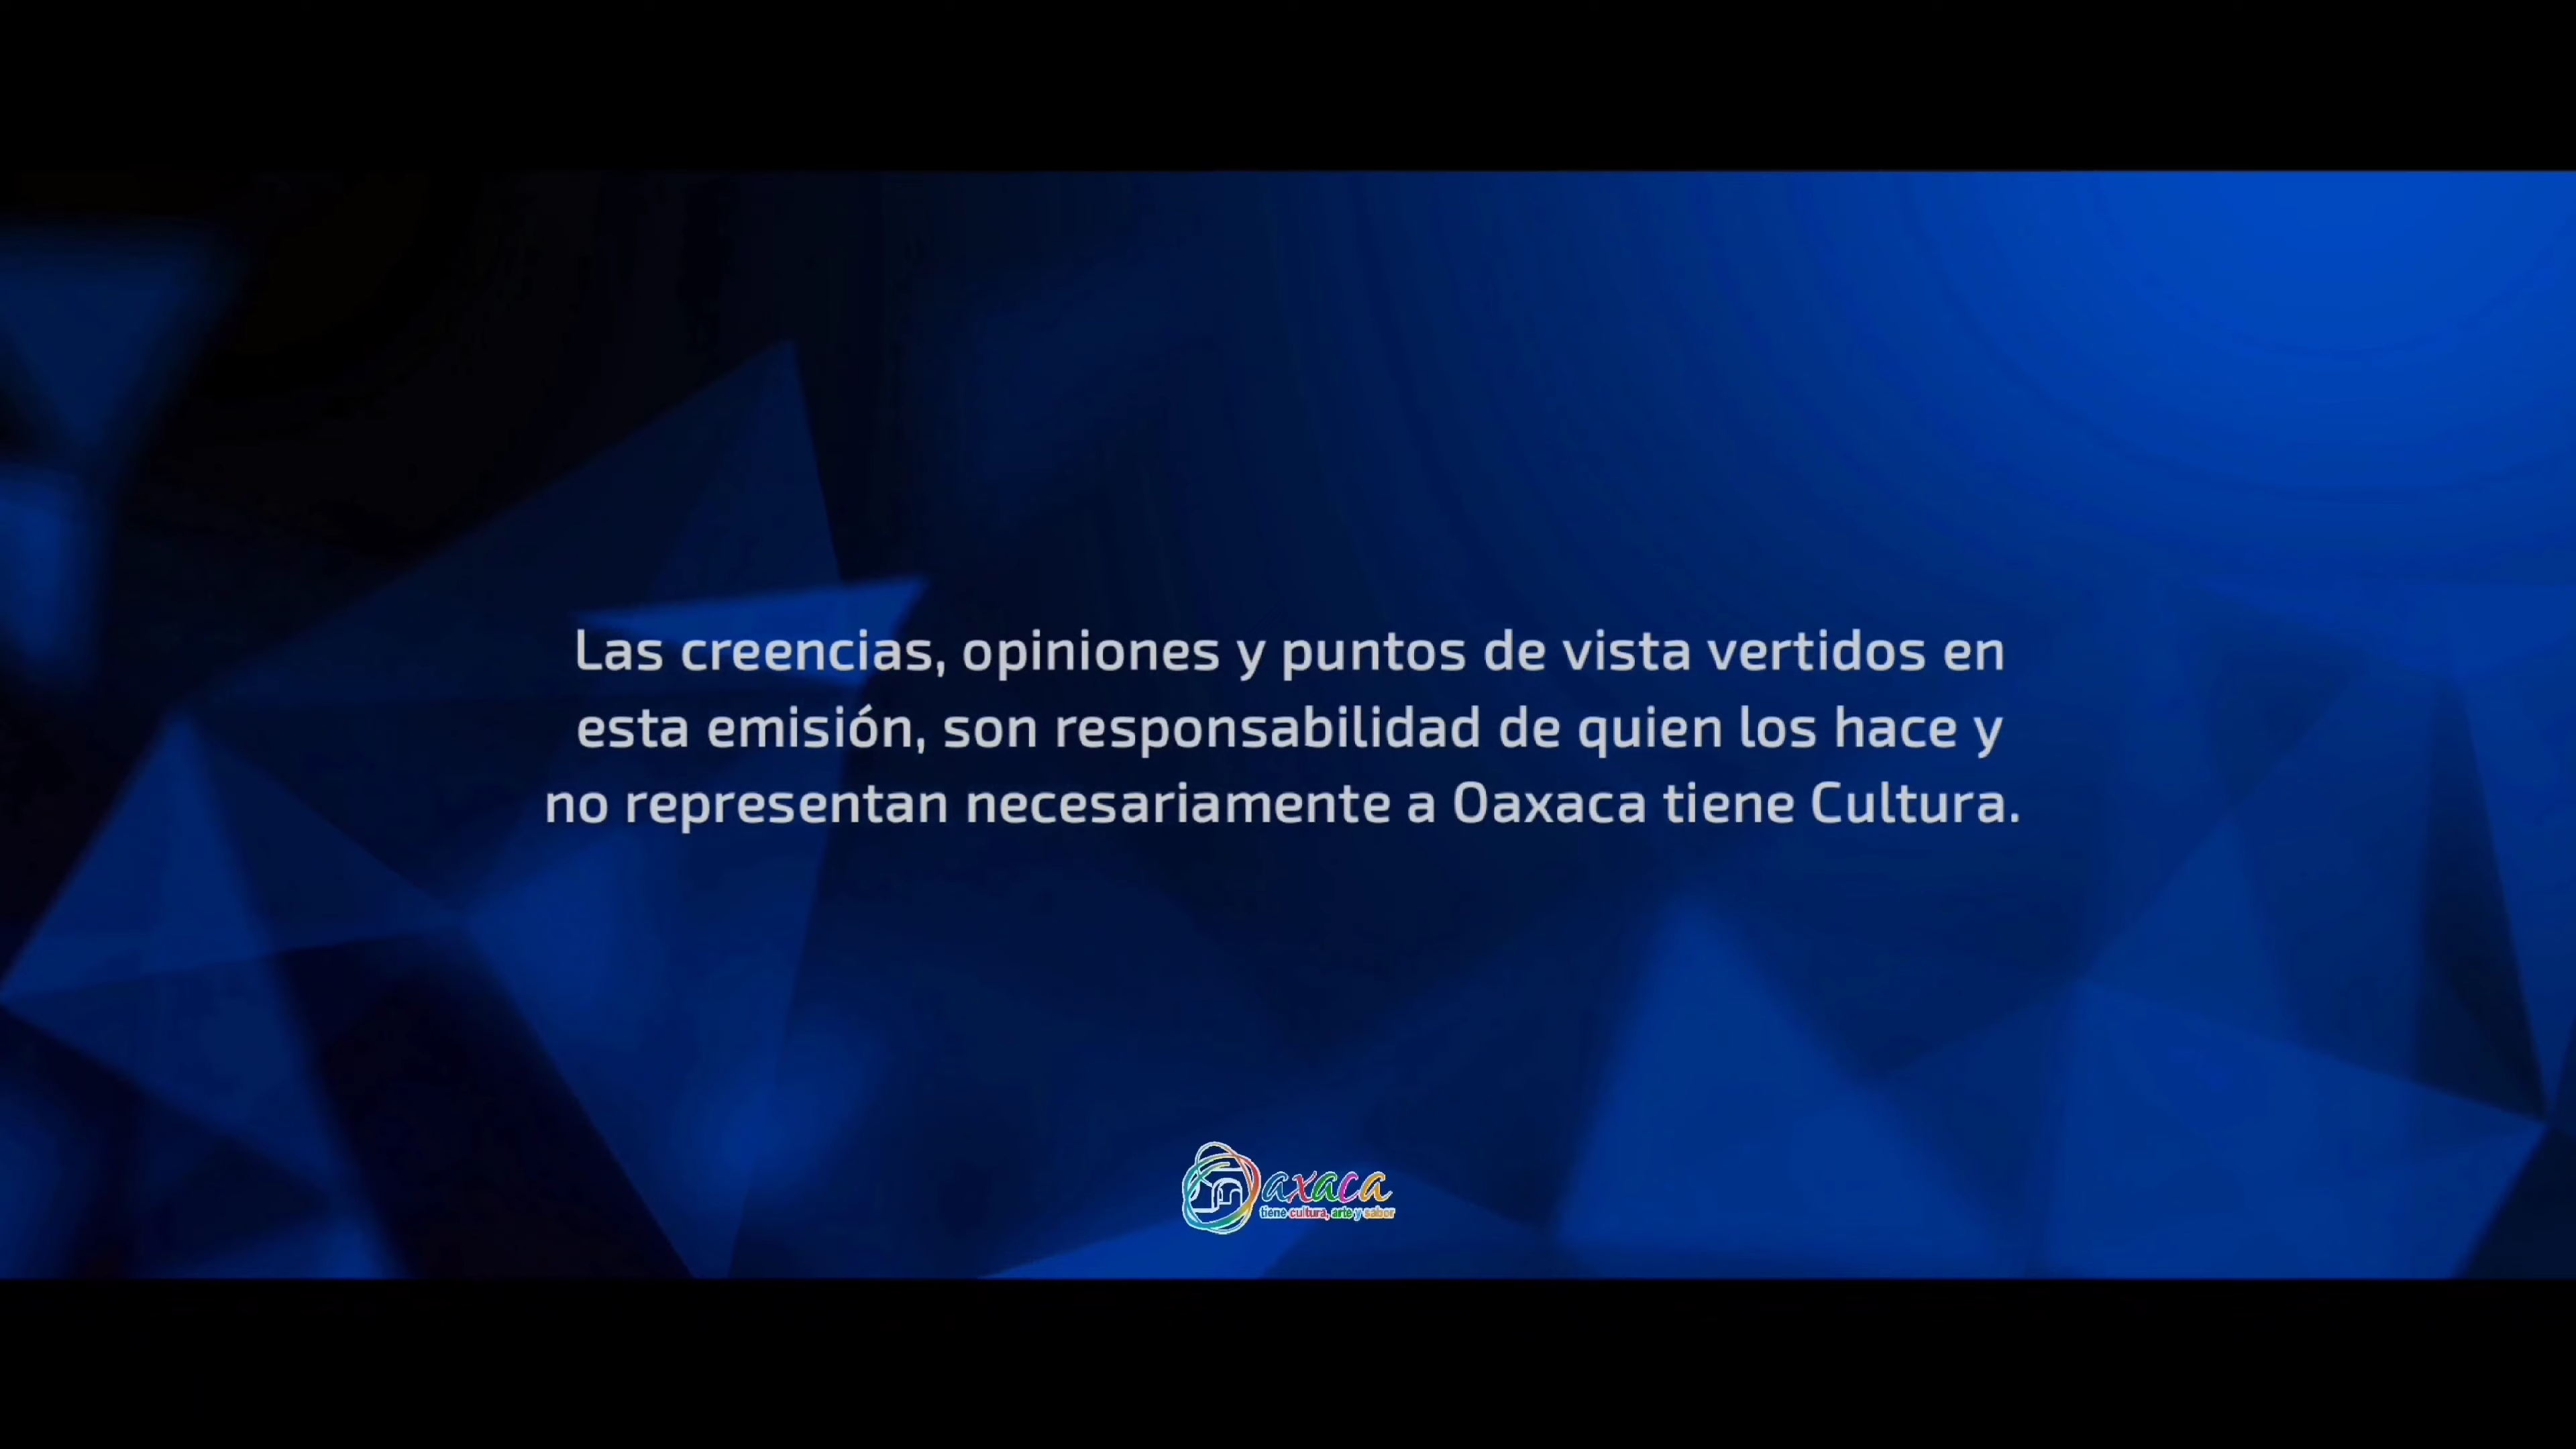 Las creencias, opiniones y puntos de vista vertidos en
esta emisión, son responsabilidad de quien los hace y
no representan necesariamente a Oaxaca tiene Cultura.
Oaxaca
tiene cultura, arte y sabor